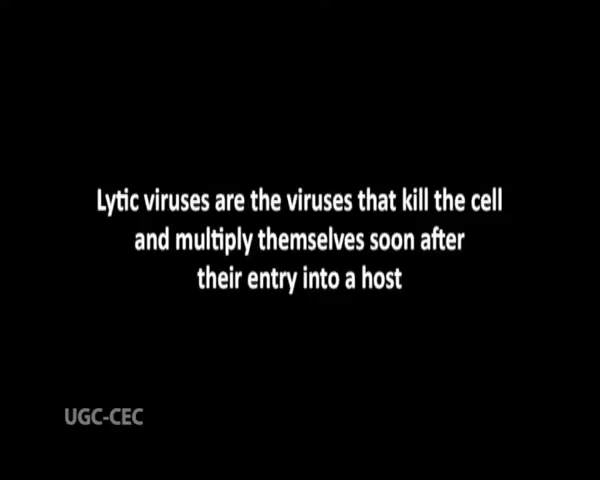 Lytic viruses are the viruses that kill the cell
and multiply themselves soon after
their entry into a host
UGC-CEC